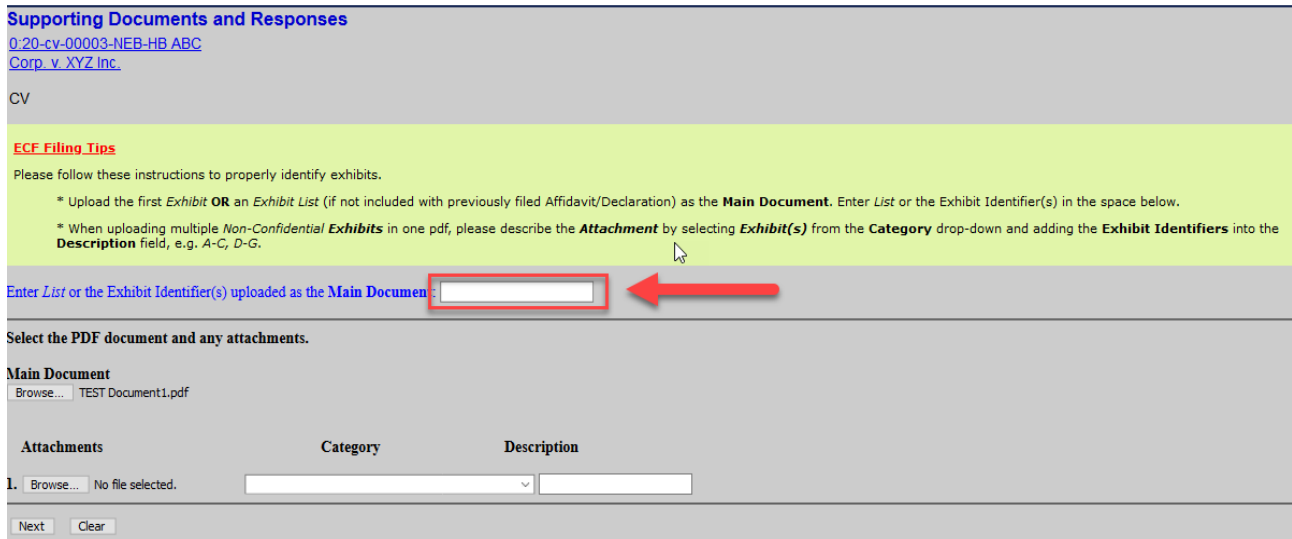 Supporting Documents and Responses
0:20-cv-00003-NEB-HB ABC
Corp. v. XYZ Inc.
CV
ECF Filing Tips
Please follow these instructions to properly identify exhibits.
* Upload the first Exhibit OR an Exhibit List (if not included with previously filed Affidavit/Declaration) as the Main Document. Enter List or the Exhibit Identifier(s) in the space below.
* When uploading multiple Non-Confidential Exhibits in one pdf, please describe the Attachment by selecting Exhibit(s) from the Category drop-down and adding the Exhibit Identifiers into the
Description field, e.g. A-C, D-G.
Enter List or the Exhibit Identifier(s) uploaded as the Main Document:
Select the PDF document and any attachments.
Main Document
Browse... TEST Document1.pdf
Attachments Category Description
1. Browse... No file selected.
Next Clear